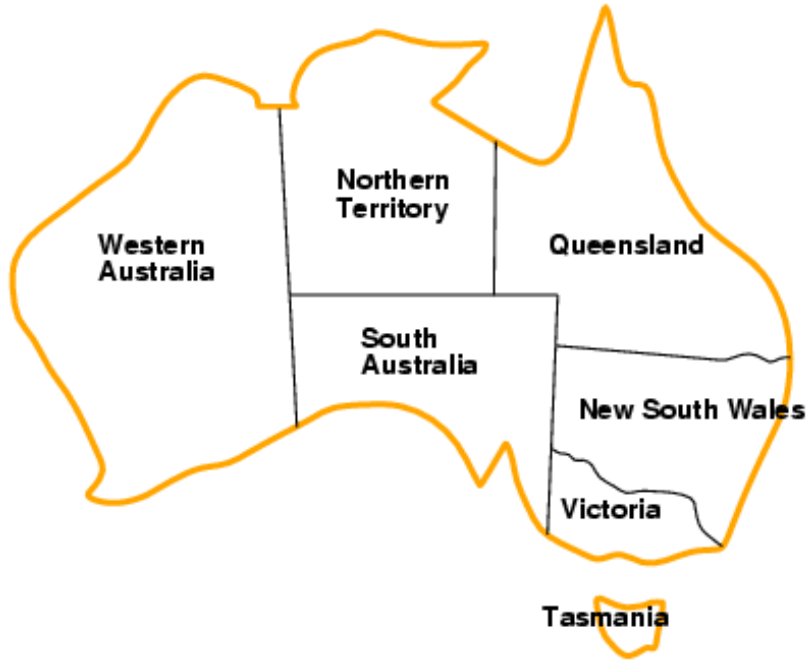 Northern
Territory
Western
Australia
Queensland
South
Australia
New South Wales
Victoria
Tasmania